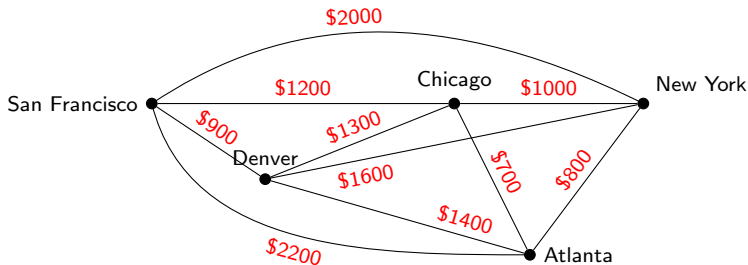 $2000
Chicago
New York
San Francisco
$1200
$1000
$900
$1300
Denver
$1600
$700
$800
$1400
$2200
Atlanta